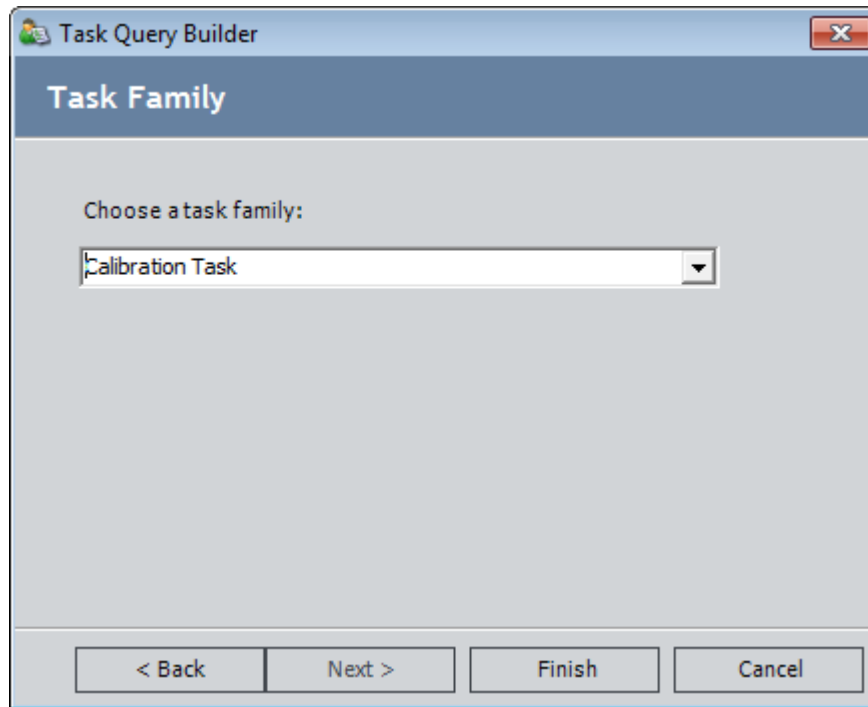 Task Query Builder
Task Family
Choose a task family:
Calibration Task
< Back Next > Finish Cancel